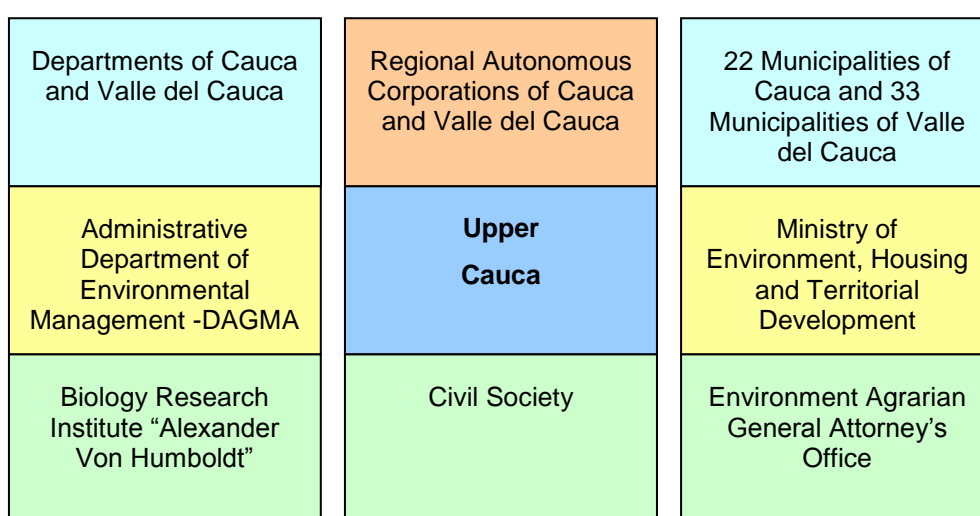 Departments of Cauca
and Valle del Cauca
Regional Autonomous
Corporations of Cauca
and Valle del Cauca
22 Municipalities of
Cauca and 33
Municipalities of Valle
del Cauca
Administrative
Department of
Environmental
Management -DAGMA
Upper
Cauca
Ministry of
Environment, Housing
and Territorial
Development
Biology Research
Institute “Alexander
Von Humboldt”
Civil Society
Environment Agrarian
General Attorney’s
Office